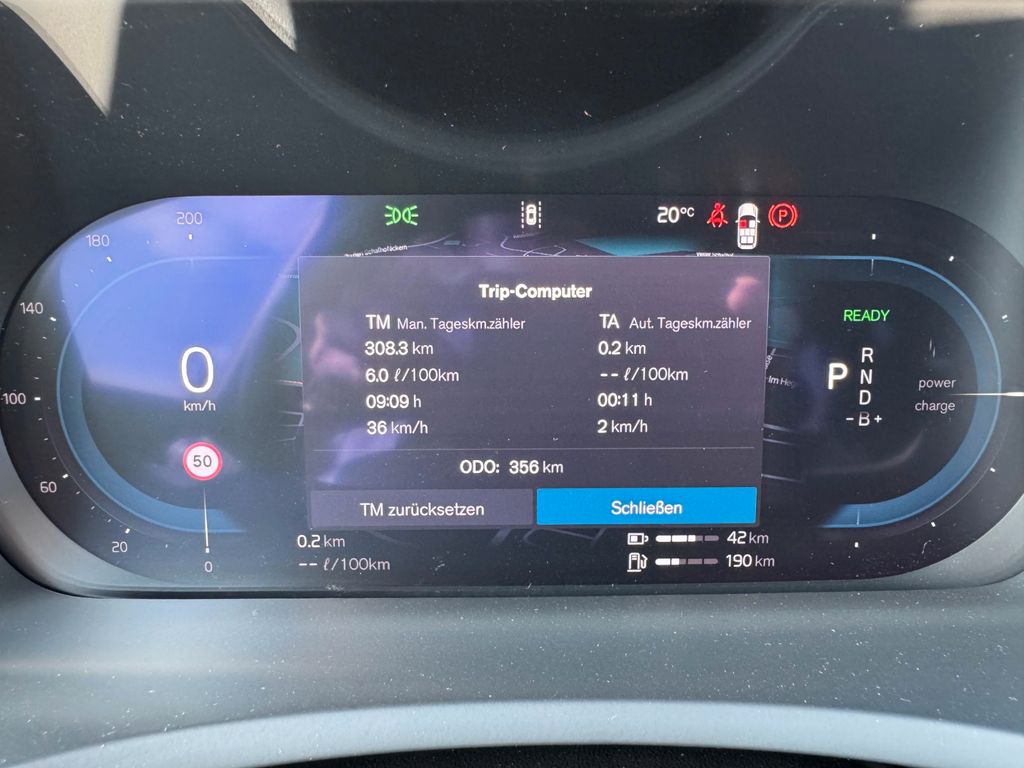 200
180
140
100
60
20
0
20°C
P
Trip-Computer
TM Man. Tageskm.zähler
308.3 km
6.0 ℓ/100km
09:09 h
36 km/h
TA Aut. Tageskm.zähler
0.2 km
-- ℓ/100km
00:11 h
2 km/h
ODO: 356 km
TM zurücksetzen
Schließen
0
km/h
50
READY
P
R
N
D
-B+
power
charge
0.2 km
-- ℓ/100km
42 km
190 km